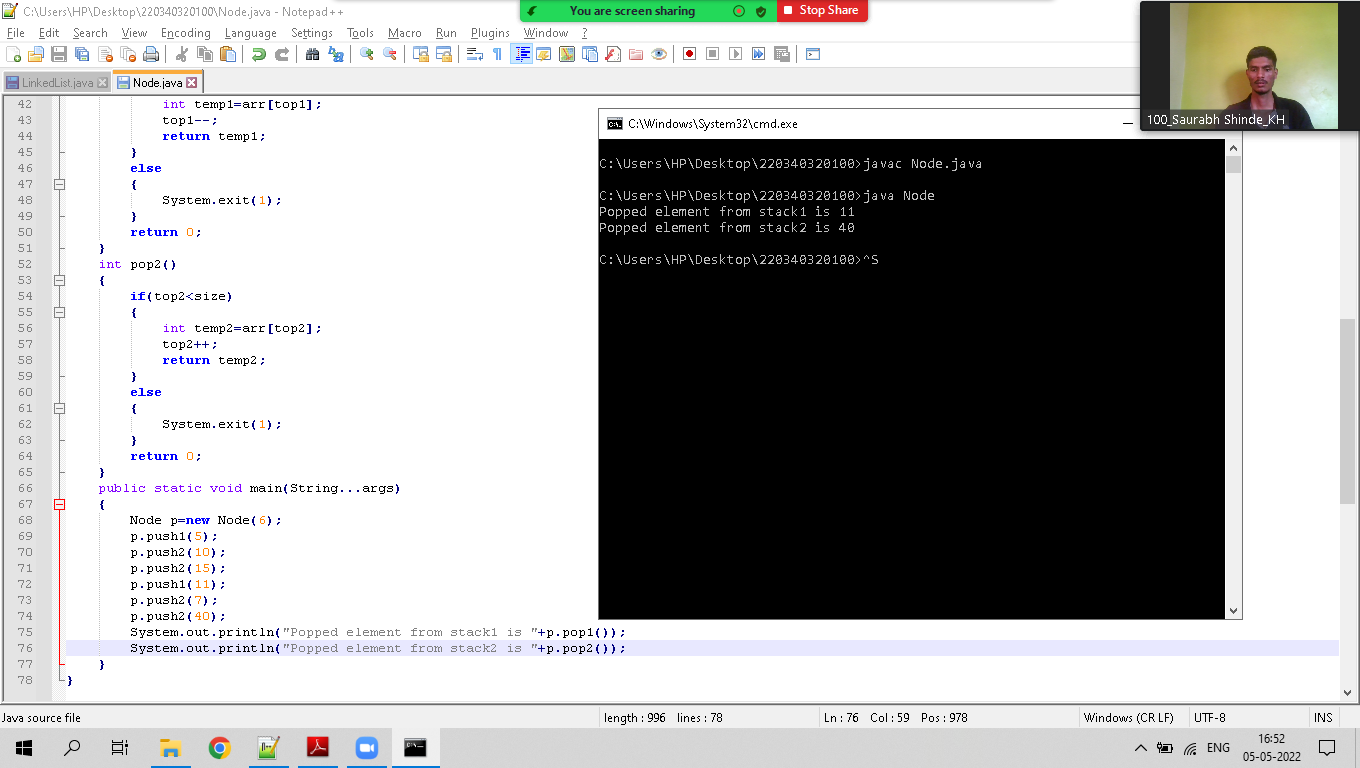 C:\Users\HP\Desktop\220340320100\Node.java - Notepad++
You are screen sharing
Stop Share
File Edit Search View Encoding Language Settings Tools Macro Run Plugins Window ?
LinkedList.java
Node.java
100_Saurabh Shinde_KH
42 int temp1=arr[top1];
43 top1--;
44 return temp1;
45 }
46 else
47 {
48 System.exit(1);
49 }
50 return 0;
51 }
52 int pop2()
53 {
54 if(top2<size)
55 {
56 int temp2=arr[top2];
57 top2++;
58 return temp2;
59 }
60 else
61 {
62 System.exit(1);
63 }
64 return 0;
65 }
66 public static void main(String...args)
67 {
68 Node p=new Node(6);
69 p.push1(5);
70 p.push2(10);
71 p.push2(15);
72 p.push1(11);
73 p.push2(7);
74 p.push2(40);
75 System.out.println("Popped element from stack1 is "+p.pop1());
76 System.out.println("Popped element from stack2 is "+p.pop2());
77 }
78 }
C:\Windows\System32\cmd.exe
C:\Users\HP\Desktop\220340320100>javac Node.java
C:\Users\HP\Desktop\220340320100>java Node
Popped element from stack1 is 11
Popped element from stack2 is 40
C:\Users\HP\Desktop\220340320100>^S
Java source file
length : 996 lines : 78
Ln : 76 Col : 59 Pos : 978
Windows (CR LF)
UTF-8
INS
ENG
16:52
05-05-2022